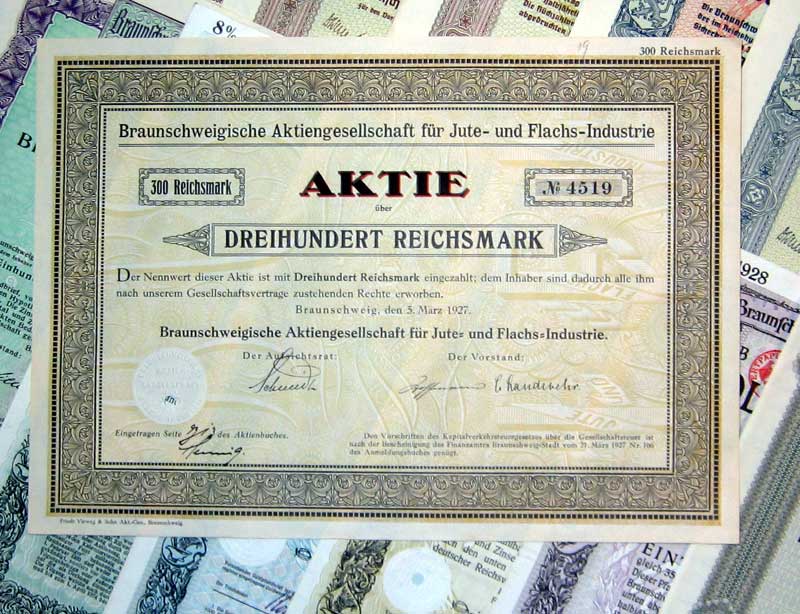 8%
300 Reichsmark
Braunschweigische Aktiengesellschaft für Jute- und Flachs-Industrie
300 Reichsmark
AKTIE
№ 4519
über
DREIHUNDERT REICHSMARK
Der Nennwert dieser Aktie ist mit Dreihundert Reichsmark eingezahlt; dem Inhaber sind dadurch alle ihm
nach unserem Gesellschaftsvertrage zustehenden Rechte erworben.
Braunschweig, den 5. März 1927.
Braunschweigische Aktiengesellschaft für Jute- und Flachs-Industrie.
Der Aufsichtsrat:
Der Vorstand:
Eingetragen Seite
des Aktienbuches.
Den Vorschriften des Kapitalverkehrsteuergesetzes über die Gesellschaftsteuer ist
nach der Bescheinigung des Finanzamtes Braunschweig-Stadt vom 21. März 1927 Nr. 106
des Anmeldungsbuches genügt.
Friedr. Vieweg & Sohn Akt.-Ges., Braunschweig.
1928